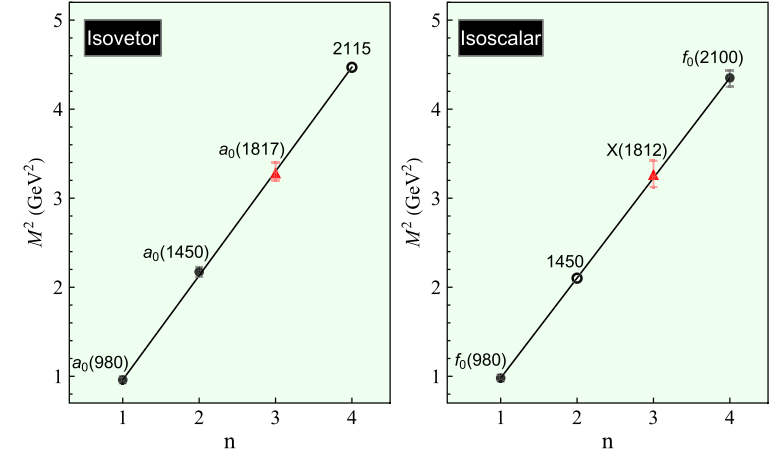 Isovetor
M² (GeV²)
5
4
3
2
1
2115
a₀(1817)
a₀(1450)
a₀(980)
1 2 3 4
n
Isoscalar
M² (GeV²)
5
4
3
2
1
f₀(2100)
X(1812)
1450
f₀(980)
1 2 3 4
n